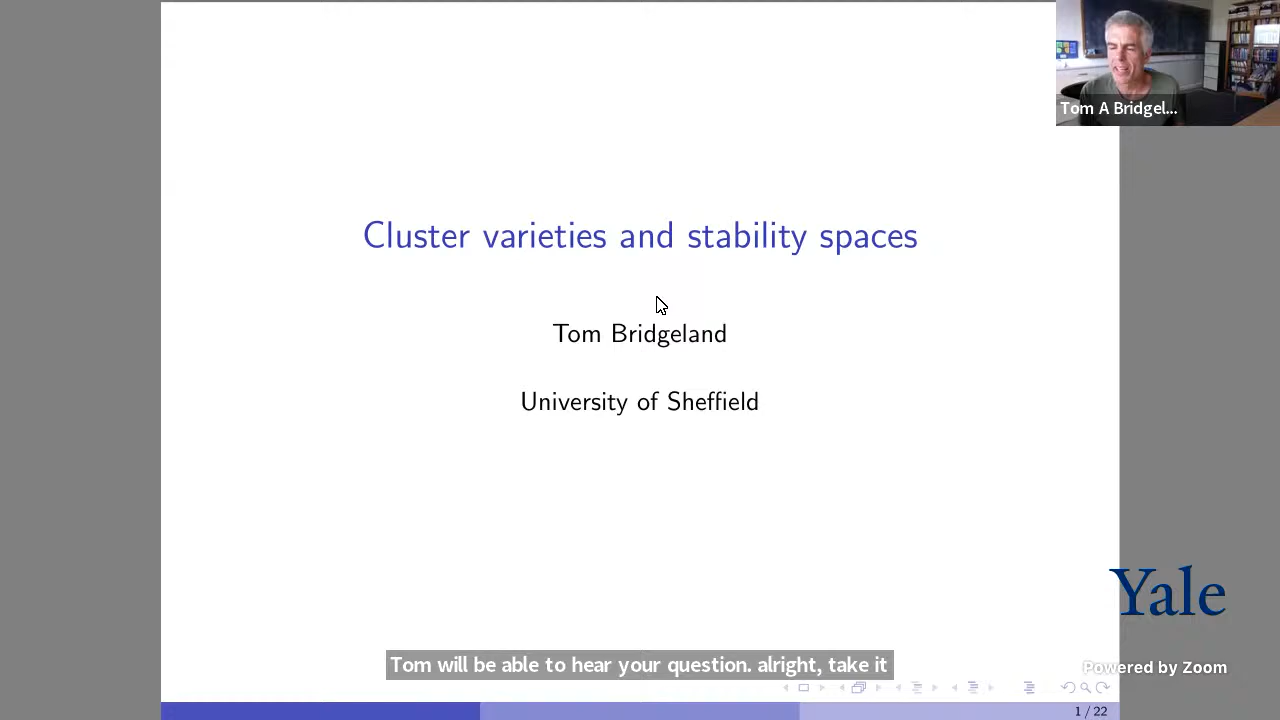 Tom A Bridgel...
Cluster varieties and stability spaces
Tom Bridgeland
University of Sheffield
Yale
Tom will be able to hear your question. alright, take it
Powered by Zoom
1 / 22